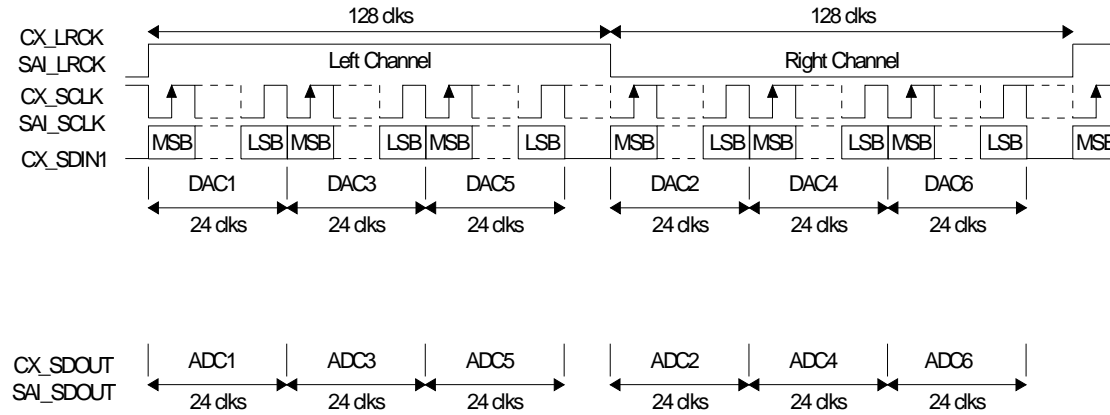 128 clks 128 clks
CX_LRCK
SAI_LRCK Left Channel Right Channel
CX_SCLK
SAI_SCLK
CX_SDIN1 MSB LSB MSB LSB MSB LSB MSB LSB MSB LSB MSB LSB MSB
DAC1 DAC3 DAC5 DAC2 DAC4 DAC6
24 clks 24 clks 24 clks 24 clks 24 clks 24 clks
CX_SDOUT ADC1 ADC3 ADC5 ADC2 ADC4 ADC6
SAI_SDOUT 24 clks 24 clks 24 clks 24 clks 24 clks 24 clks